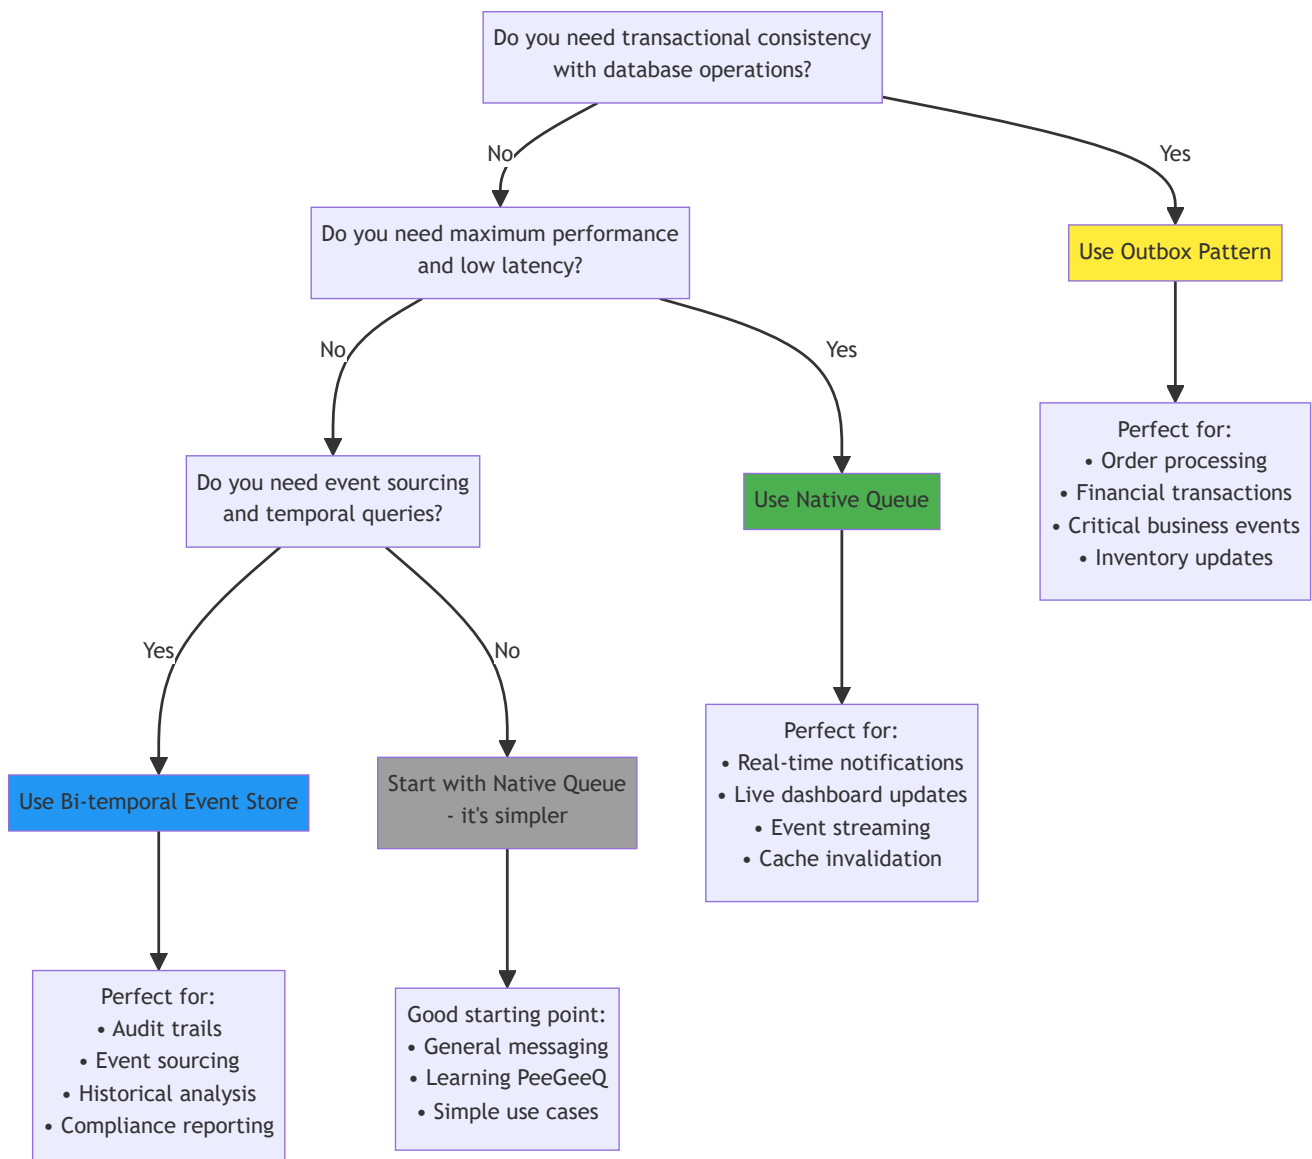 Do you need transactional consistency
with database operations?
No
Yes
Do you need maximum performance
and low latency?
Use Outbox Pattern
No
Yes
Perfect for:
• Order processing
• Financial transactions
• Critical business events
• Inventory updates
Do you need event sourcing
and temporal queries?
Use Native Queue
Yes
No
Perfect for:
• Real-time notifications
• Live dashboard updates
• Event streaming
• Cache invalidation
Use Bi-temporal Event Store
Start with Native Queue
- it's simpler
Perfect for:
• Audit trails
• Event sourcing
• Historical analysis
• Compliance reporting
Good starting point:
• General messaging
• Learning PeeGeeQ
• Simple use cases